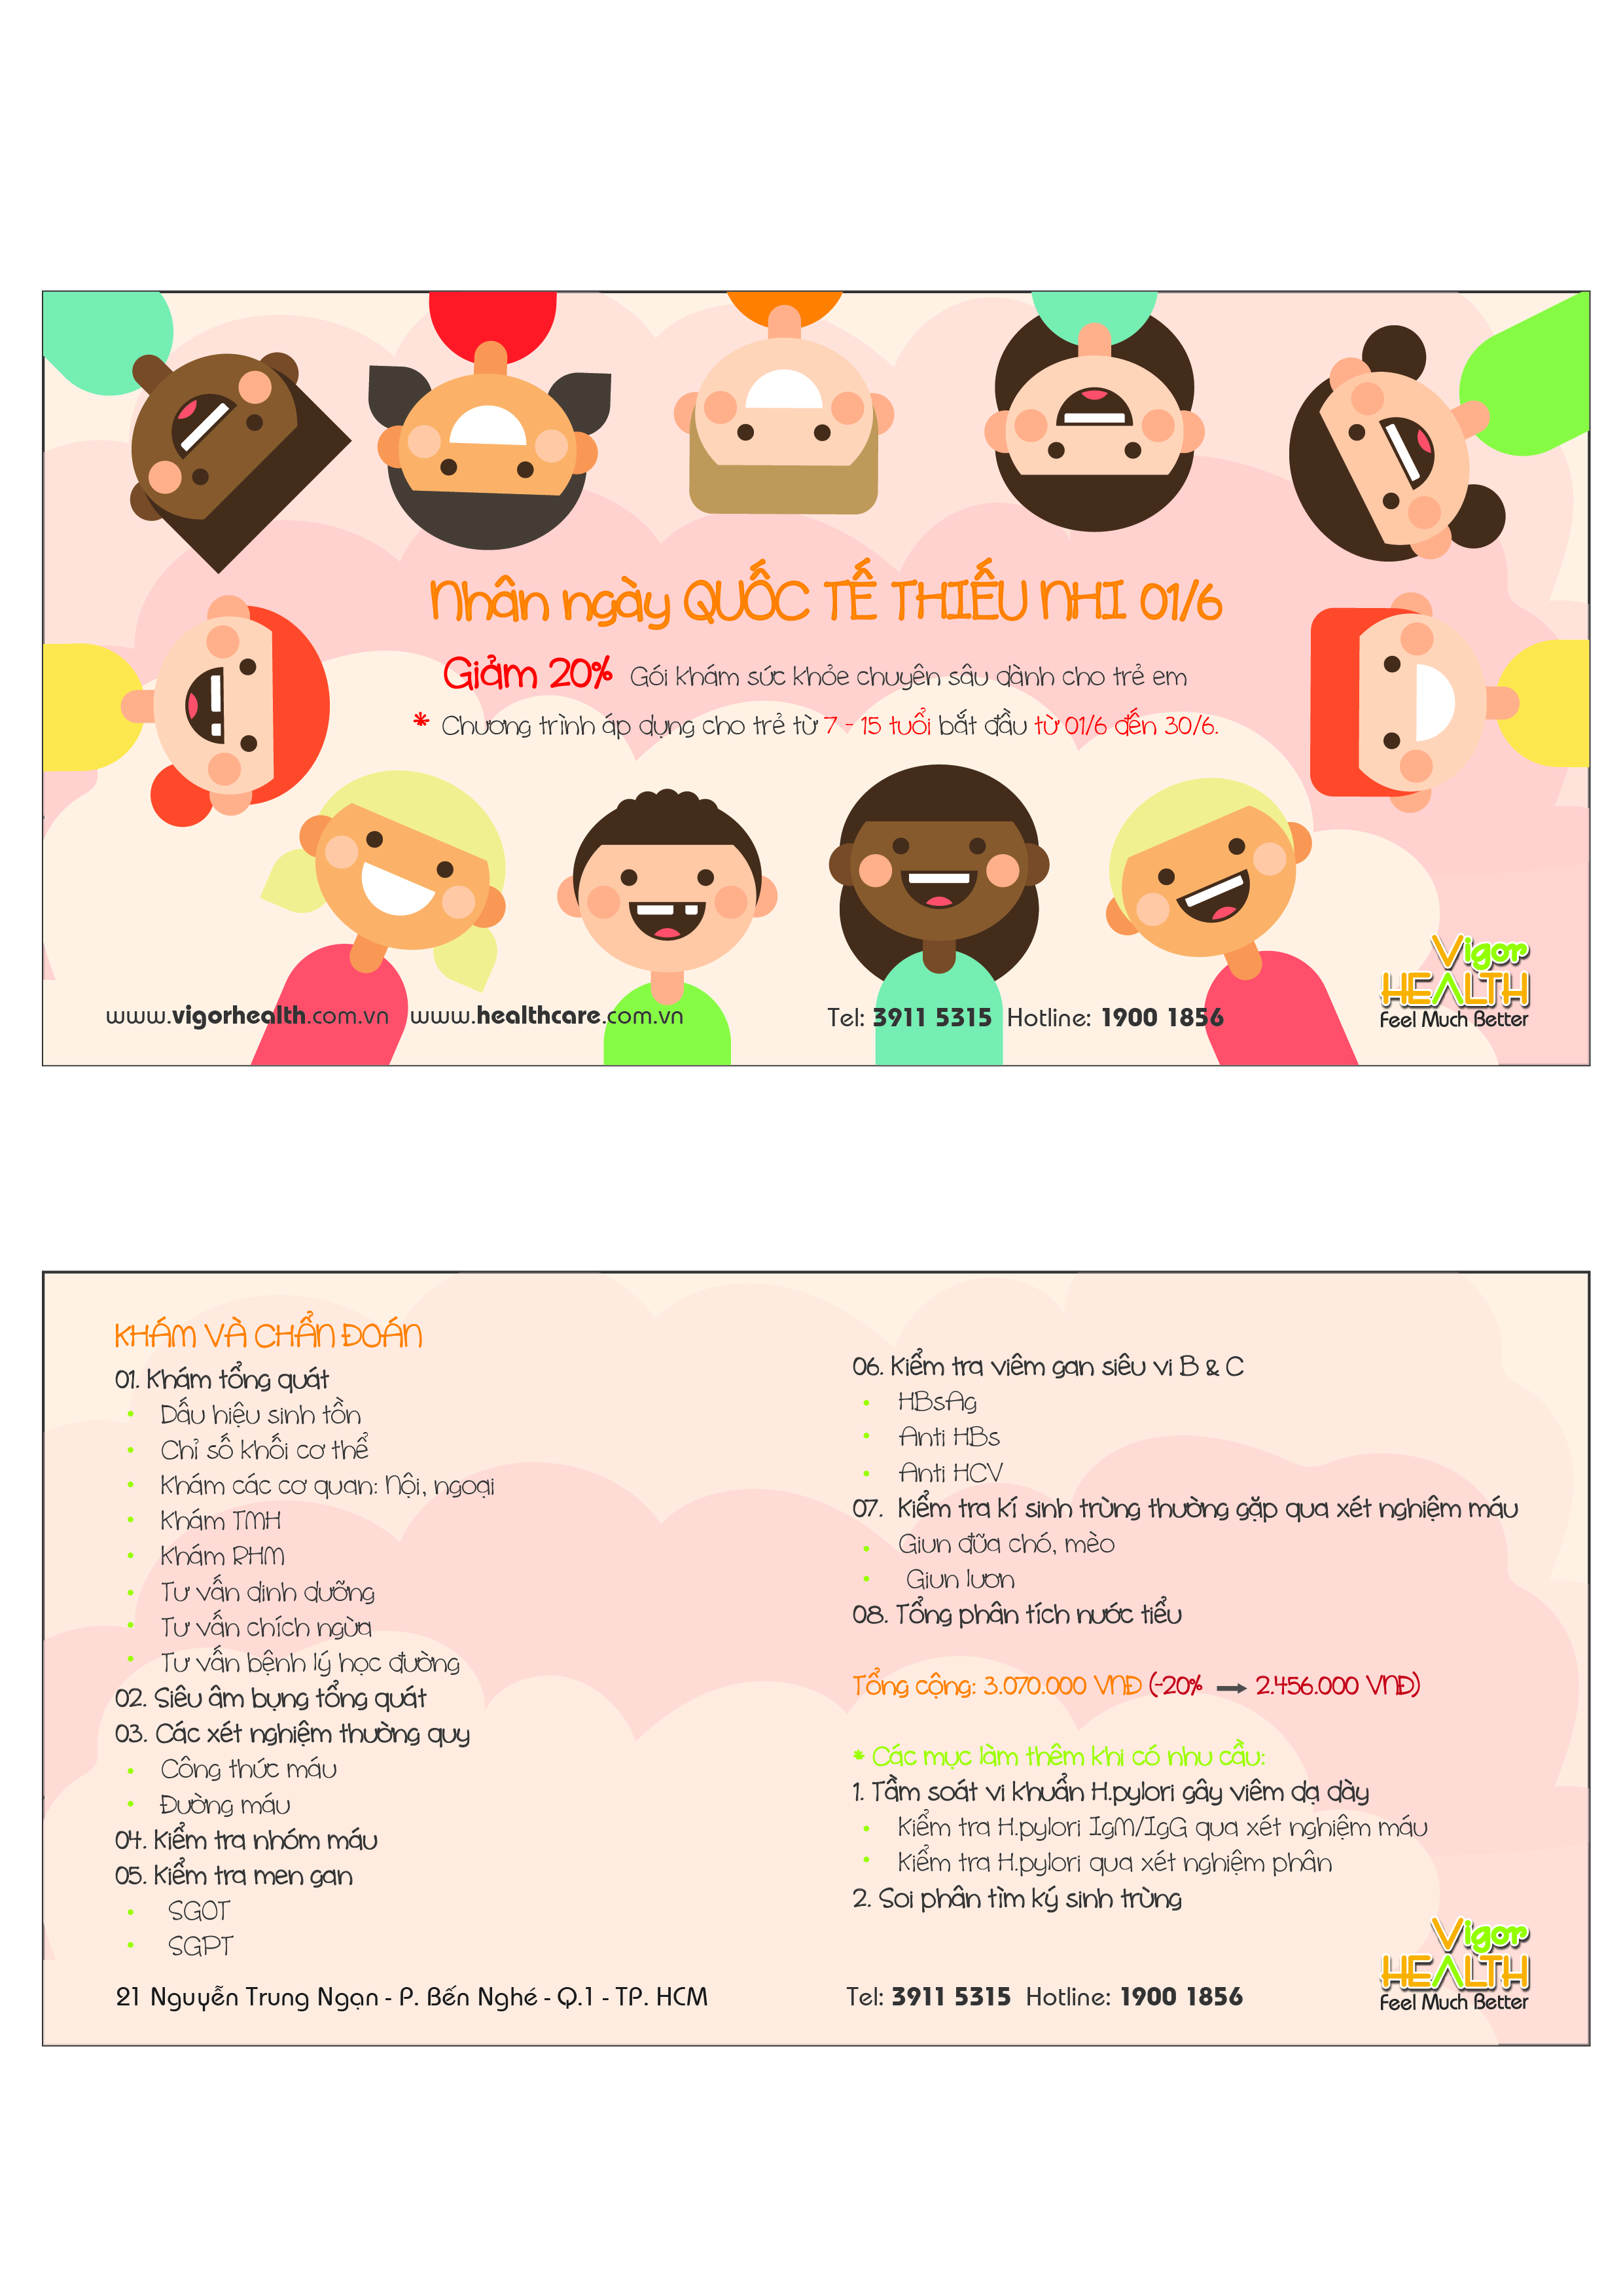 Nhân ngày QUỐC TẾ THIẾU NHI 01/6
Giảm 20% Gói khám sức khỏe chuyên sâu dành cho trẻ em
* Chương trình áp dụng cho trẻ từ 7 - 15 tuổi bắt đầu từ 01/6 đến 30/6.
www.vigorhealth.com.vn www.healthcare.com.vn
Tel: 3911 5315 Hotline: 1900 1856
Vigor
HEALTH
Feel Much Better
KHÁM VÀ CHẨN ĐOÁN
01. Khám tổng quát
• Dấu hiệu sinh tồn
• Chỉ số khối cơ thể
• Khám các cơ quan: Nội, ngoại
• Khám TMH
• Khám RHM
• Tư vấn dinh dưỡng
• Tư vấn chích ngừa
• Tư vấn bệnh lý học đường
02. Siêu âm bụng tổng quát
03. Các xét nghiệm thường quy
• Công thức máu
• Đường máu
04. Kiểm tra nhóm máu
05. Kiểm tra men gan
• SGOT
• SGPT
06. Kiểm tra viêm gan siêu vi B & C
• HBsAg
• Anti HBs
• Anti HCV
07. Kiểm tra kí sinh trùng thường gặp qua xét nghiệm máu
• Giun đũa chó, mèo
• Giun lươn
08. Tổng phân tích nước tiểu
Tổng cộng: 3.070.000 VNĐ (-20% → 2.456.000 VNĐ)
* Các mục làm thêm khi có nhu cầu:
1. Tầm soát vi khuẩn H.pylori gây viêm dạ dày
• Kiểm tra H.pylori IgM/IgG qua xét nghiệm máu
• Kiểm tra H.pylori qua xét nghiệm phân
2. Soi phân tìm ký sinh trùng
21 Nguyễn Trung Ngạn - P. Bến Nghé - Q.1 - TP. HCM
Tel: 3911 5315 Hotline: 1900 1856
Vigor
HEALTH
Feel Much Better